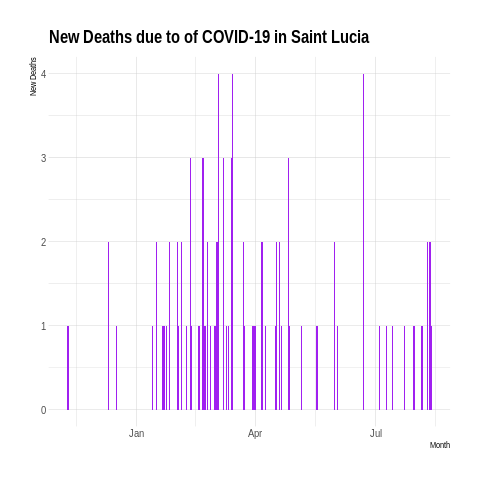 New Deaths due to of COVID-19 in Saint Lucia
New Deaths
4
3
2
1
0
Jan Apr Jul
Month